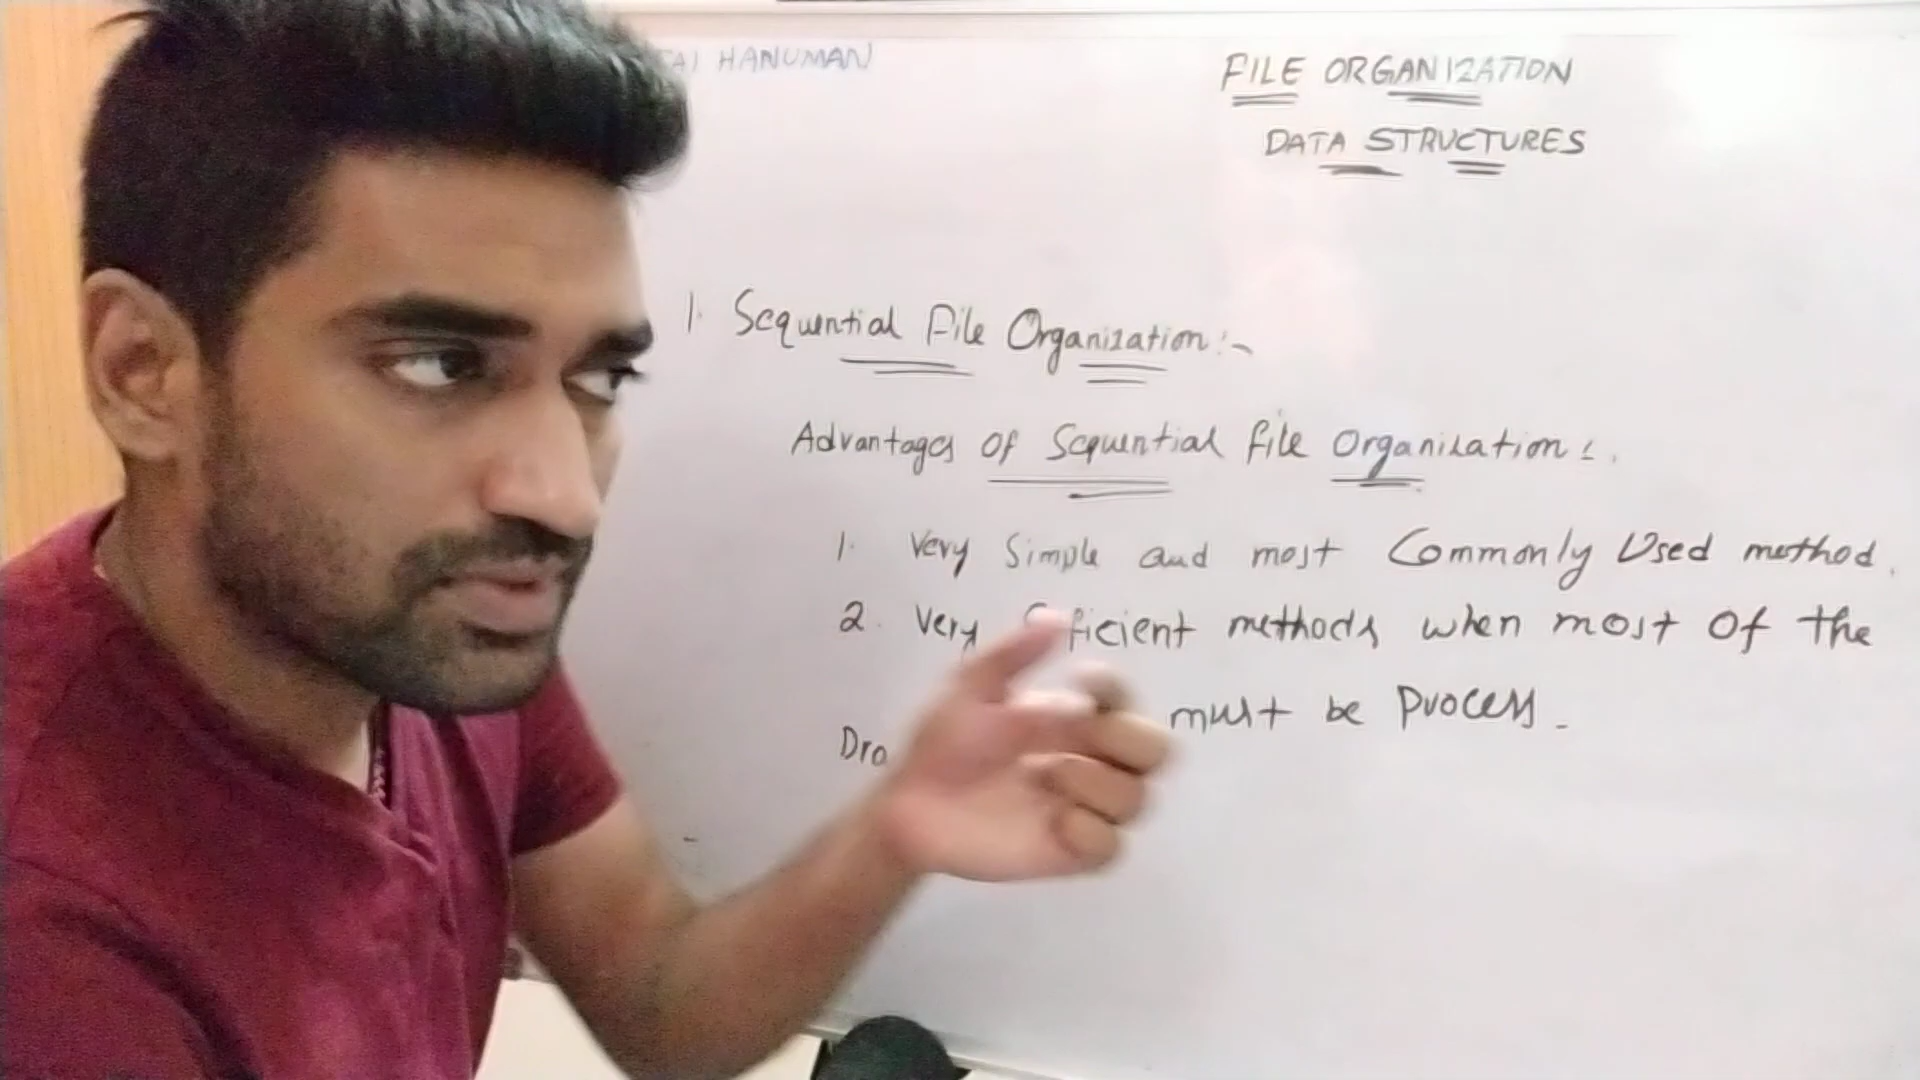 HANUMAN
FILE ORGANIZATION
DATA STRUCTURES
1. Sequential File Organization :-
Advantages Of Sequential file Organization :.
1. Very Simple and most Commonly Used method.
2. Very methods when most Of the
must be Process.
Dra